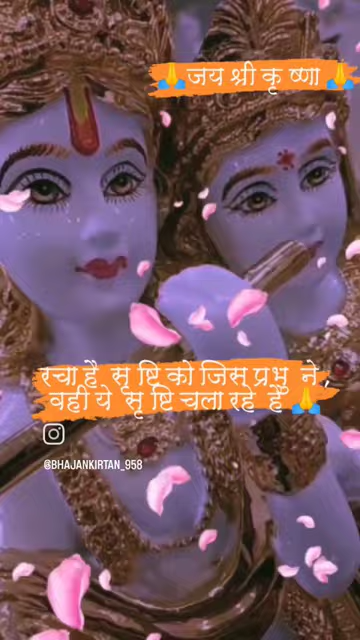 🙏जय श्री कृष्णा🙏
रचा है सृष्टि को जिस प्रभु ने ,
वही ये सृष्टि चला रहे है🙏
@BHAJANKIRTAN_958